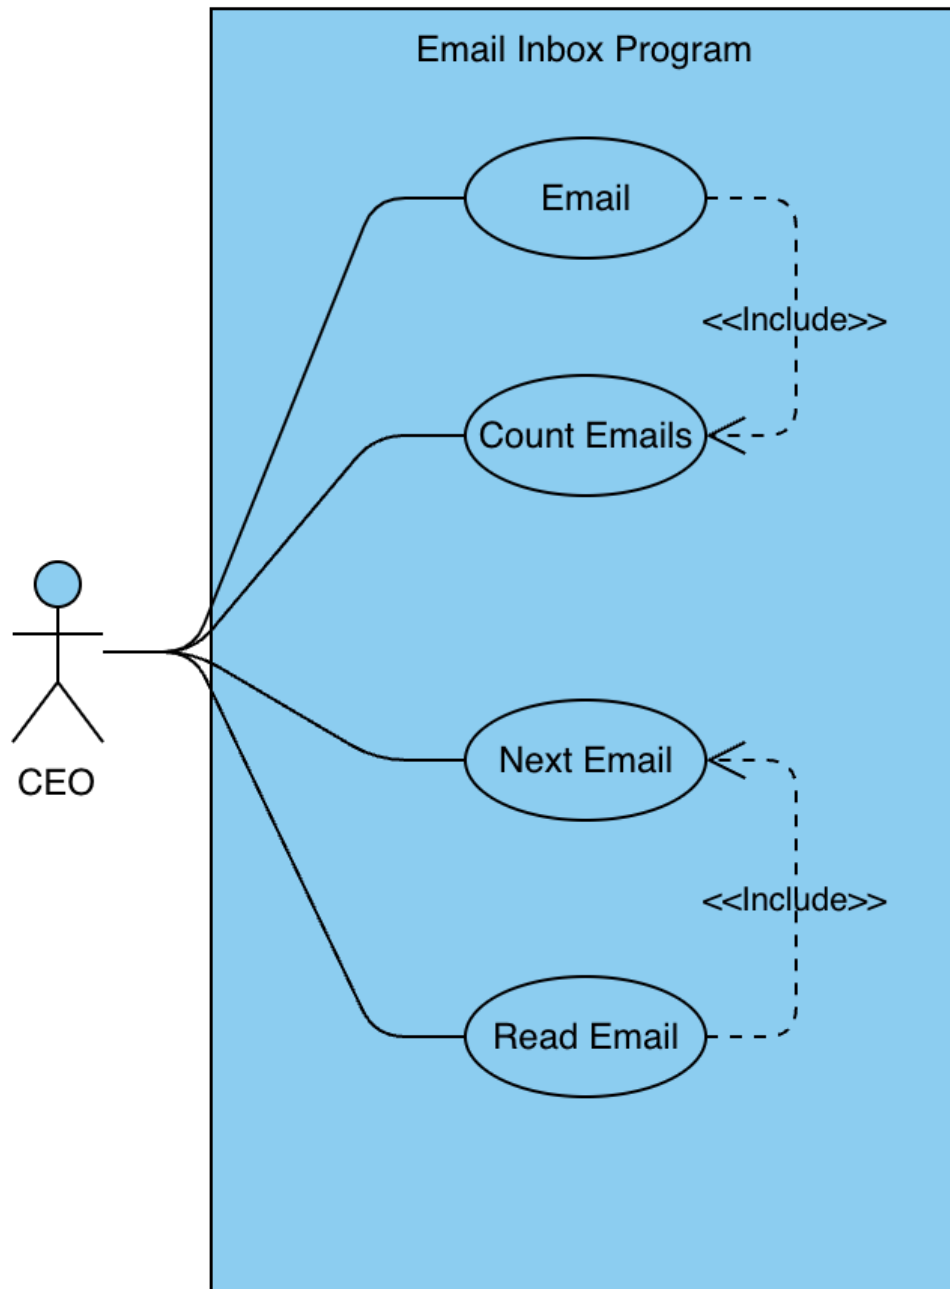 Email Inbox Program
Email
<<Include>>
Count Emails
CEO
Next Email
<<Include>>
Read Email